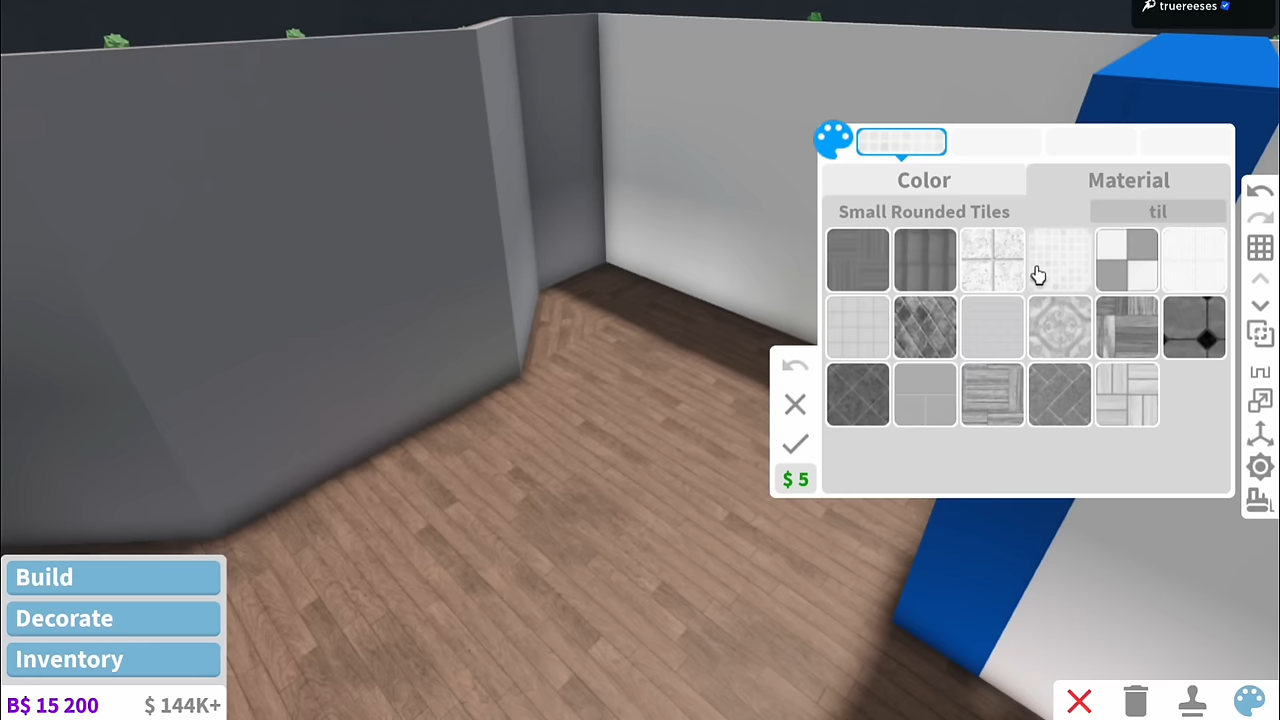 truereeses
Color
Material
Small Rounded Tiles
til
$ 5
Build
Decorate
Inventory
B$ 15 200
$ 144K+